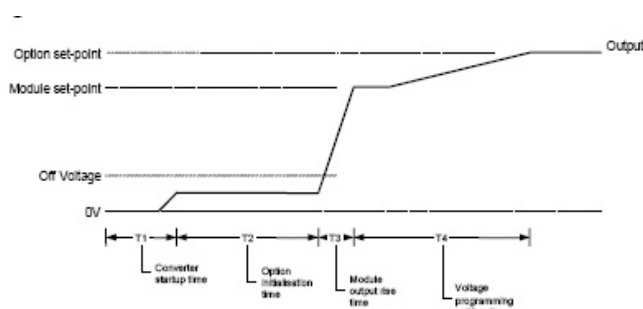 Option set-point
Output
Module set-point
Off Voltage
0V
T1
T2
T3
T4
Converter
startup time
Option
initialisation
time
Module
output rise
time
Voltage
programming